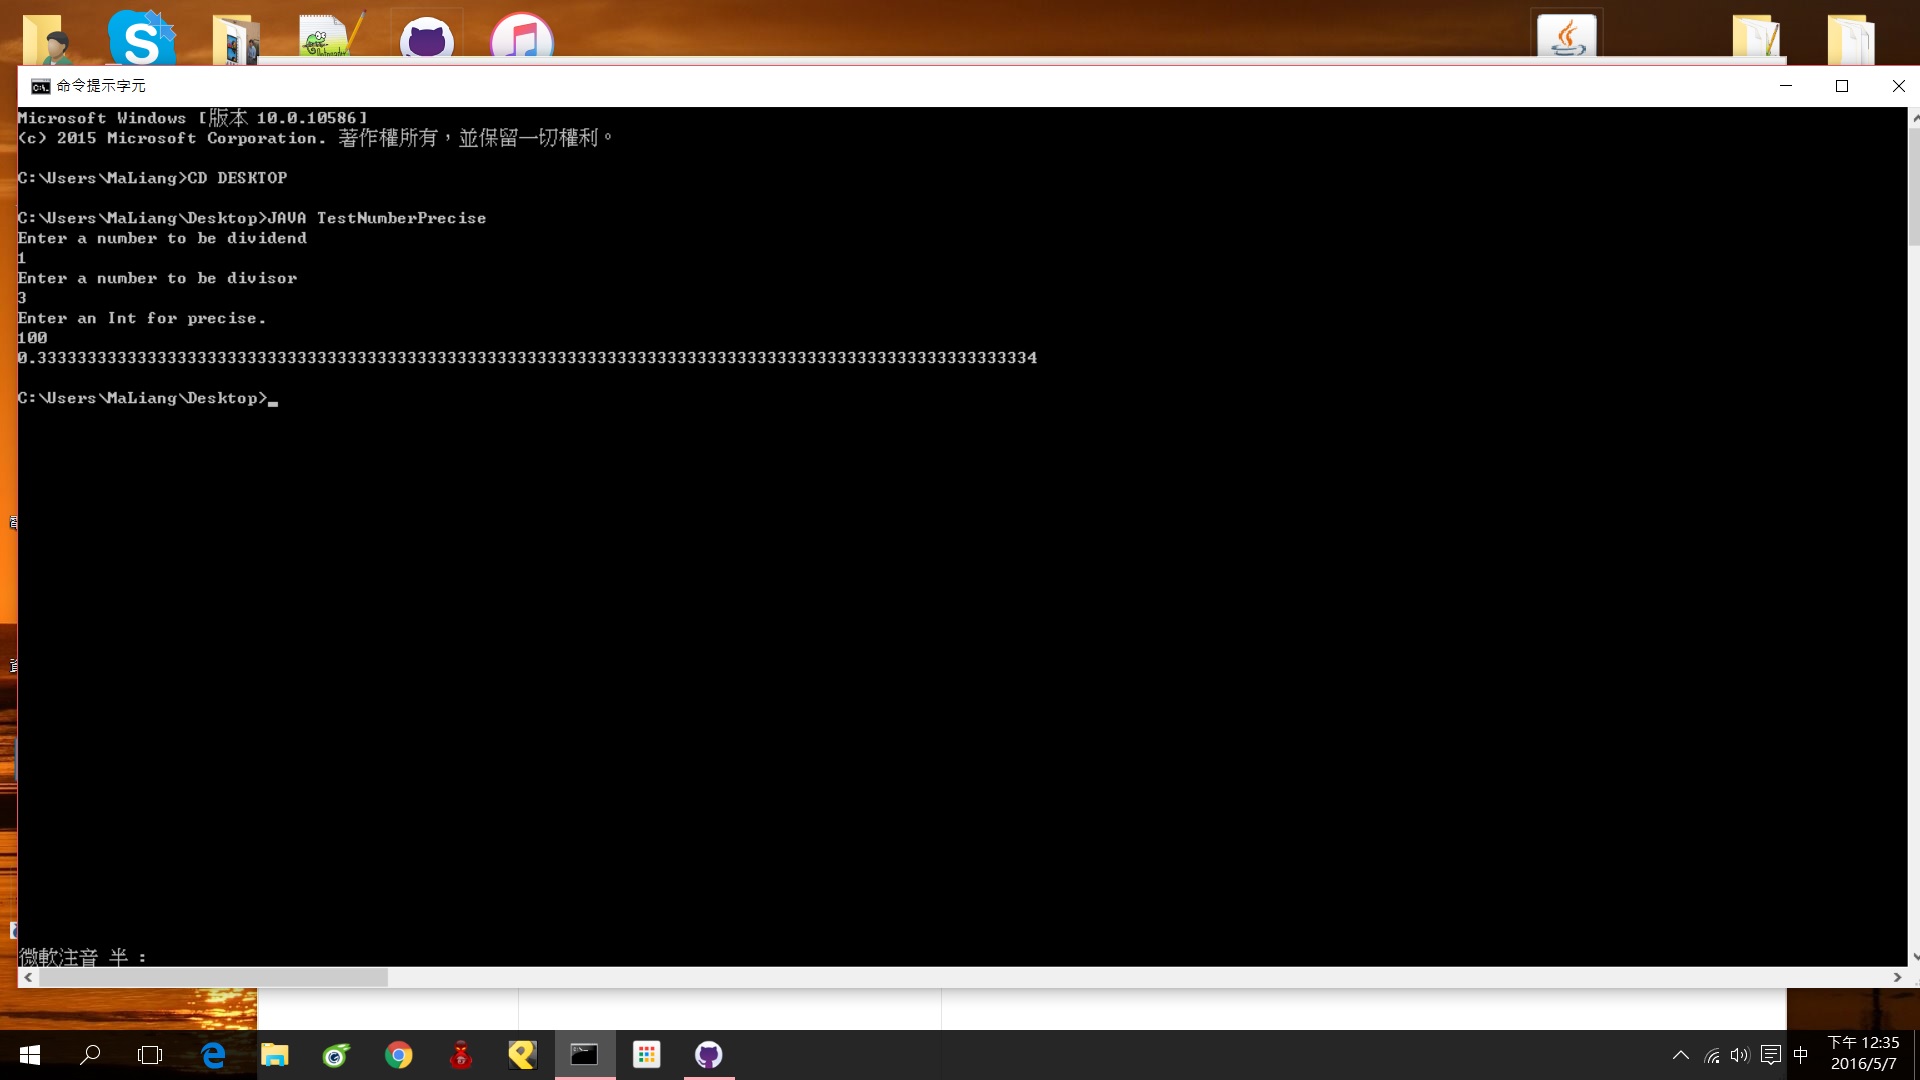 命令提示字元
Microsoft Windows [版本 10.0.10586]
(c) 2015 Microsoft Corporation. 著作權所有，並保留一切權利。
C:\Users\MaLiang>CD DESKTOP
C:\Users\MaLiang\Desktop>JAVA TestNumberPrecise
Enter a number to be dividend
1
Enter a number to be divisor
3
Enter an Int for precise.
100
0.3333333333333333333333333333333333333333333333333333333333333333333333333333333333333333333333333334
C:\Users\MaLiang\Desktop>_
微軟注音 半 :
中
下午 12:35
2016/5/7